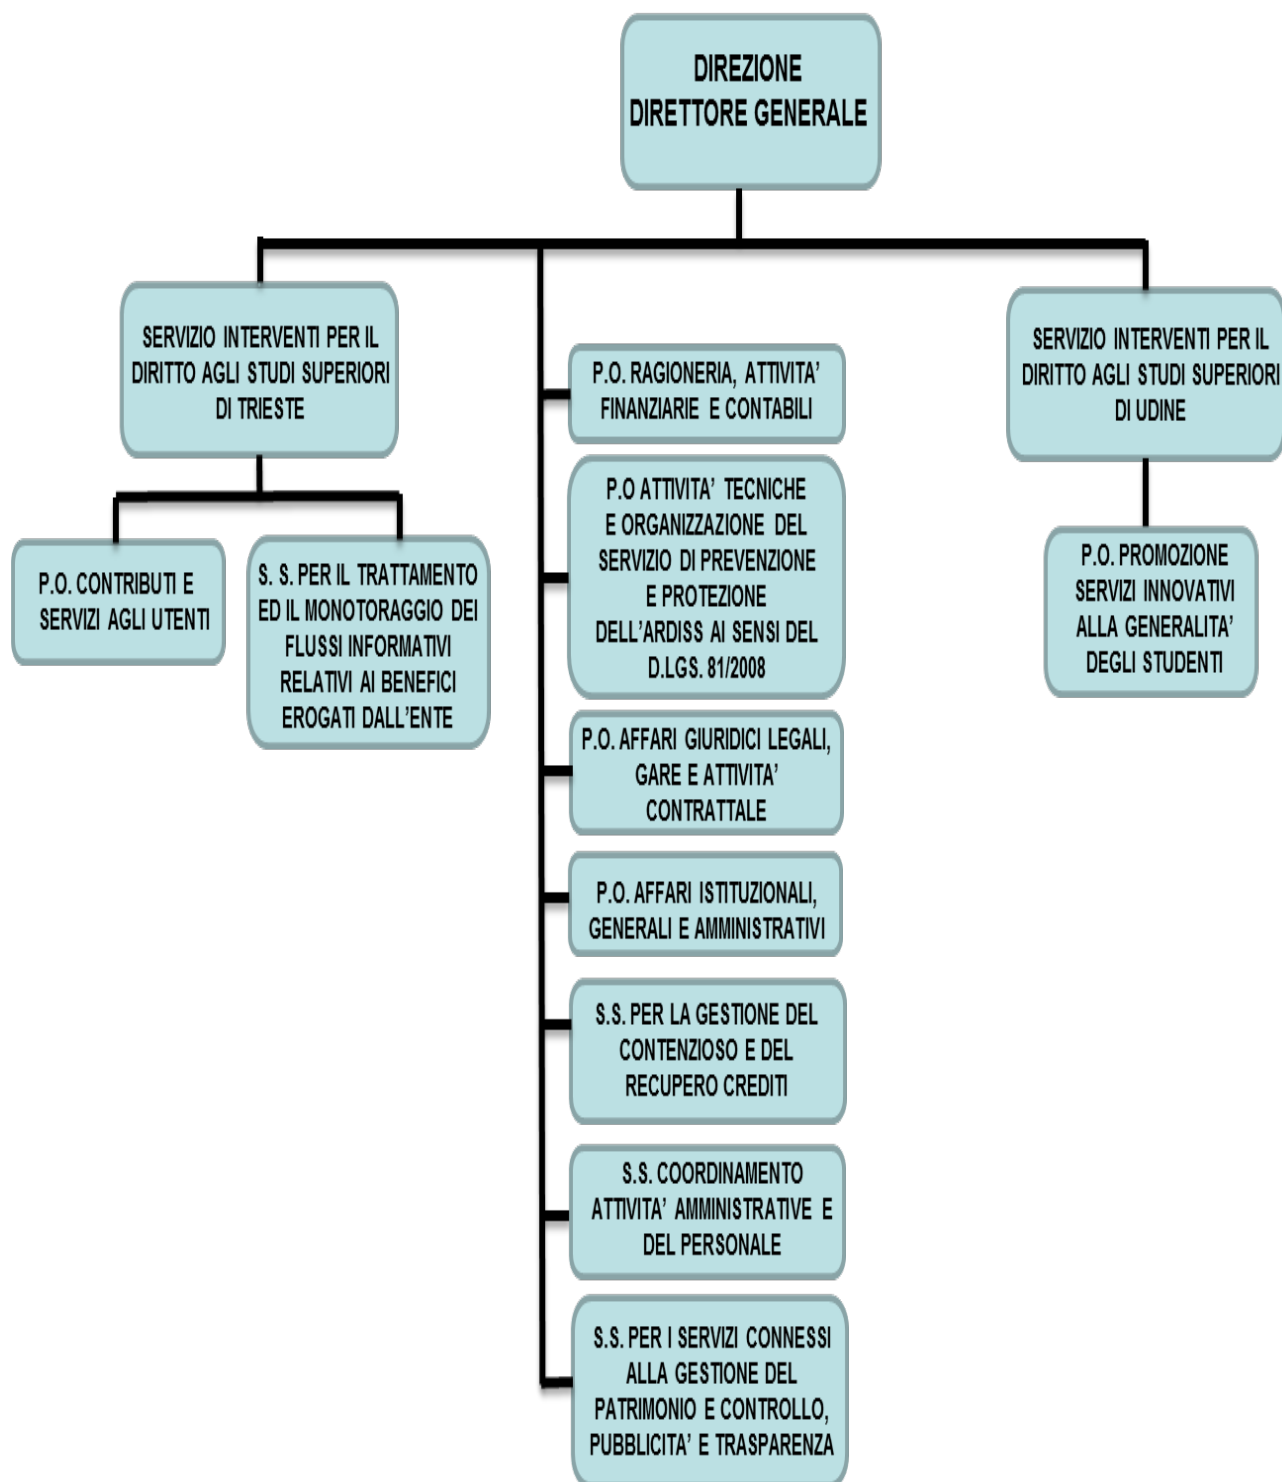 DIREZIONE
DIRETTORE GENERALE
SERVIZIO INTERVENTI PER IL
DIRITTO AGLI STUDI SUPERIORI
DI TRIESTE
P.O. CONTRIBUTI E
SERVIZI AGLI UTENTI
S. S. PER IL TRATTAMENTO
ED IL MONOTORAGGIO DEI
FLUSSI INFORMATIVI
RELATIVI AI BENEFICI
EROGATI DALL’ENTE
P.O. RAGIONERIA, ATTIVITA’
FINANZIARIE E CONTABILI
P.O ATTIVITA’ TECNICHE
E ORGANIZZAZIONE DEL
SERVIZIO DI PREVENZIONE
E PROTEZIONE
DELL’ARDISS AI SENSI DEL
D.LGS. 81/2008
P.O. AFFARI GIURIDICI LEGALI,
GARE E ATTIVITA’
CONTRATTALE
P.O. AFFARI ISTITUZIONALI,
GENERALI E AMMINISTRATIVI
S.S. PER LA GESTIONE DEL
CONTENZIOSO E DEL
RECUPERO CREDITI
S.S. COORDINAMENTO
ATTIVITA’ AMMINISTRATIVE E
DEL PERSONALE
S.S. PER I SERVIZI CONNESSI
ALLA GESTIONE DEL
PATRIMONIO E CONTROLLO,
PUBBLICITA’ E TRASPARENZA
SERVIZIO INTERVENTI PER IL
DIRITTO AGLI STUDI SUPERIORI
DI UDINE
P.O. PROMOZIONE
SERVIZI INNOVATIVI
ALLA GENERALITA’
DEGLI STUDENTI